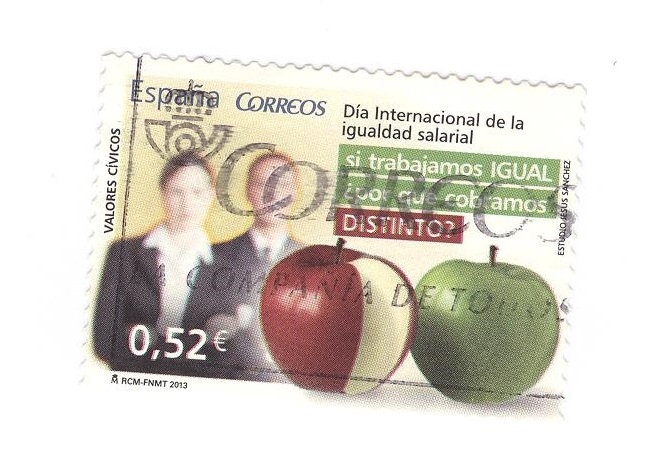 España CORREOS
Día Internacional de la
igualdad salarial
si trabajamos IGUAL
¿por qué cobramos
DISTINTO?
VALORES CÍVICOS
ESTUDIO JESÚS SÁNCHEZ
0,52 €
RCM-FNMT 2013
CORREOS
LA COMPAÑÍA DE TODOS